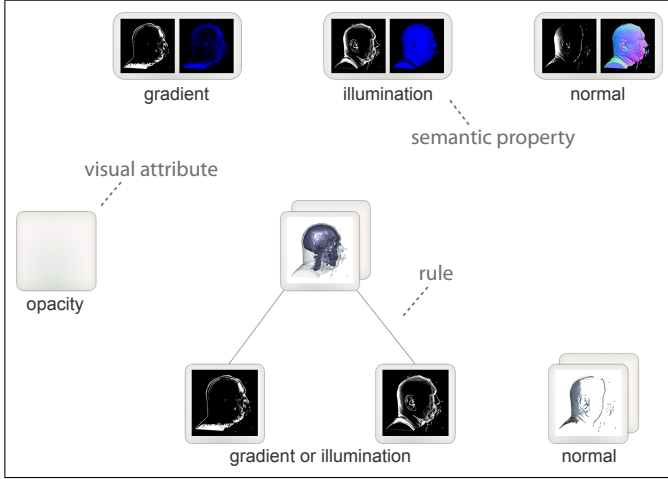 gradient
illumination
normal
semantic property
visual attribute
rule
opacity
gradient or illumination
normal